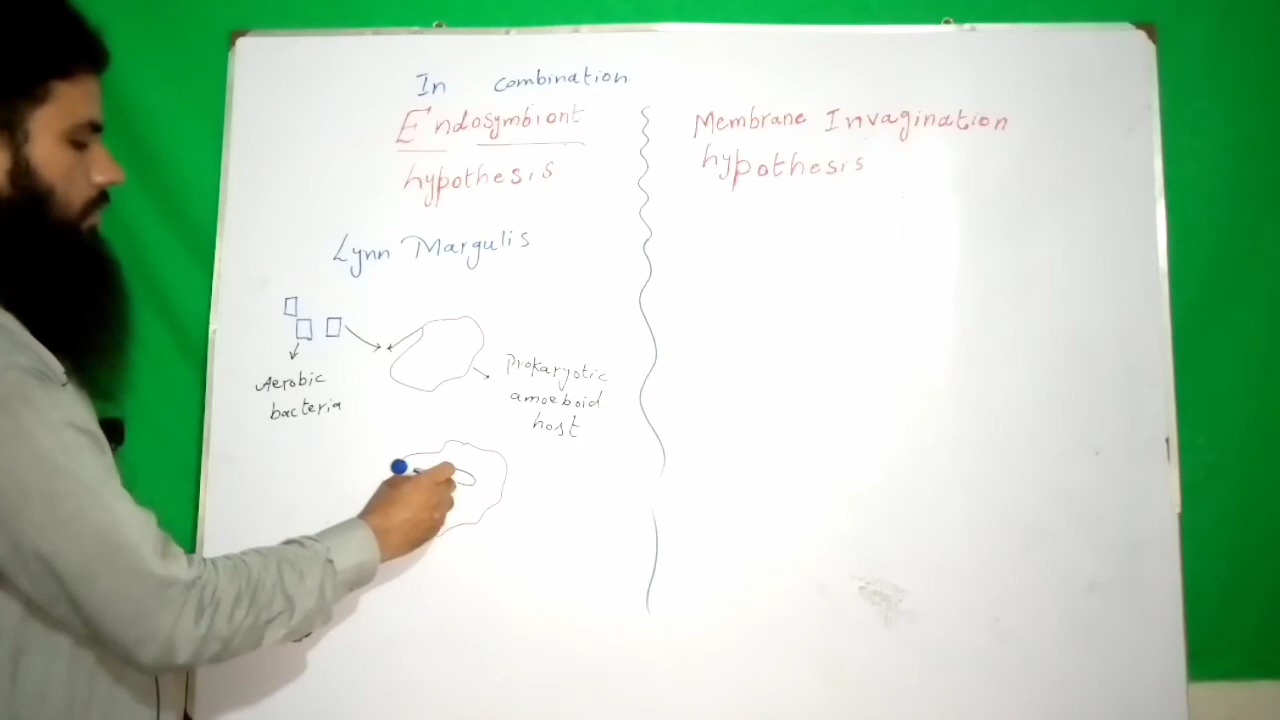 In combination
Endosymbiont
hypothesis
Lynn Margulis
Aerobic
bacteria
Prokaryotic
amoeboid
host
Membrane Invagination
hypothesis